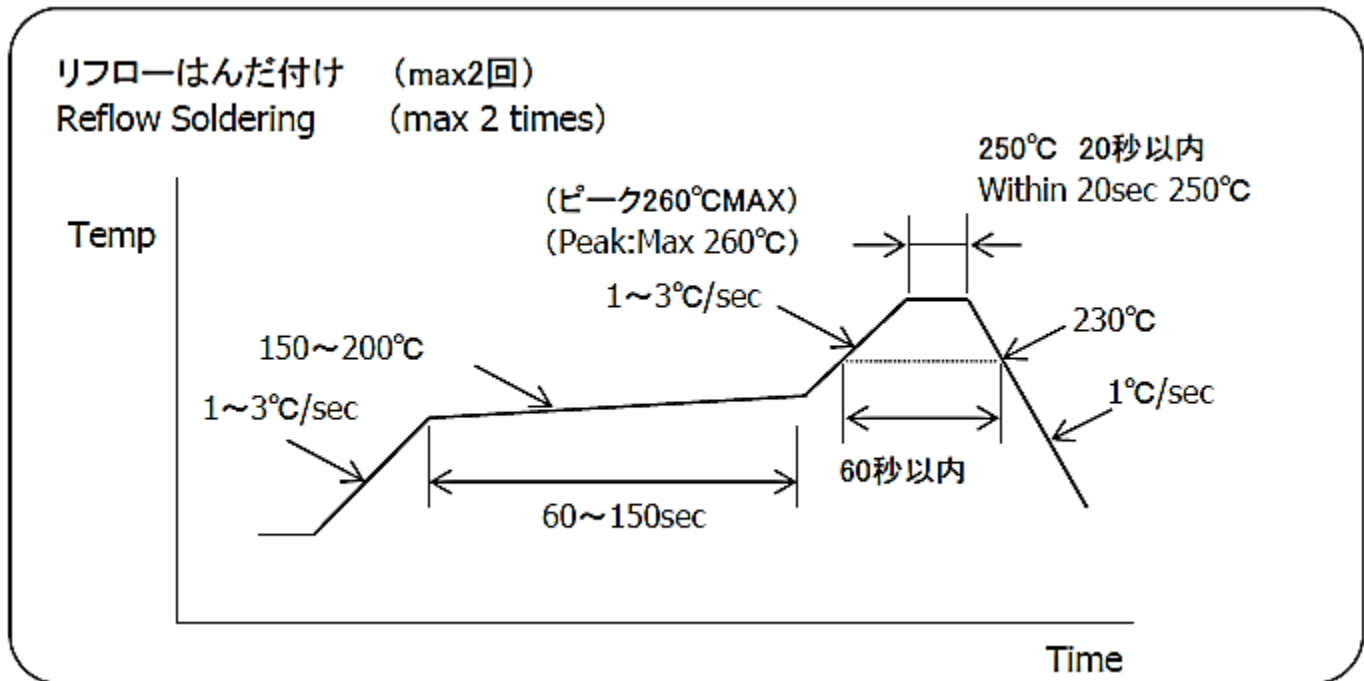 リフローはんだ付け (max2回)
Reflow Soldering (max 2 times)
250℃ 20秒以内
Within 20sec 250℃
(ピーク260℃MAX)
(Peak:Max 260℃)
Temp
1～3℃/sec
230℃
150～200℃
1～3℃/sec
1℃/sec
60秒以内
60～150sec
Time